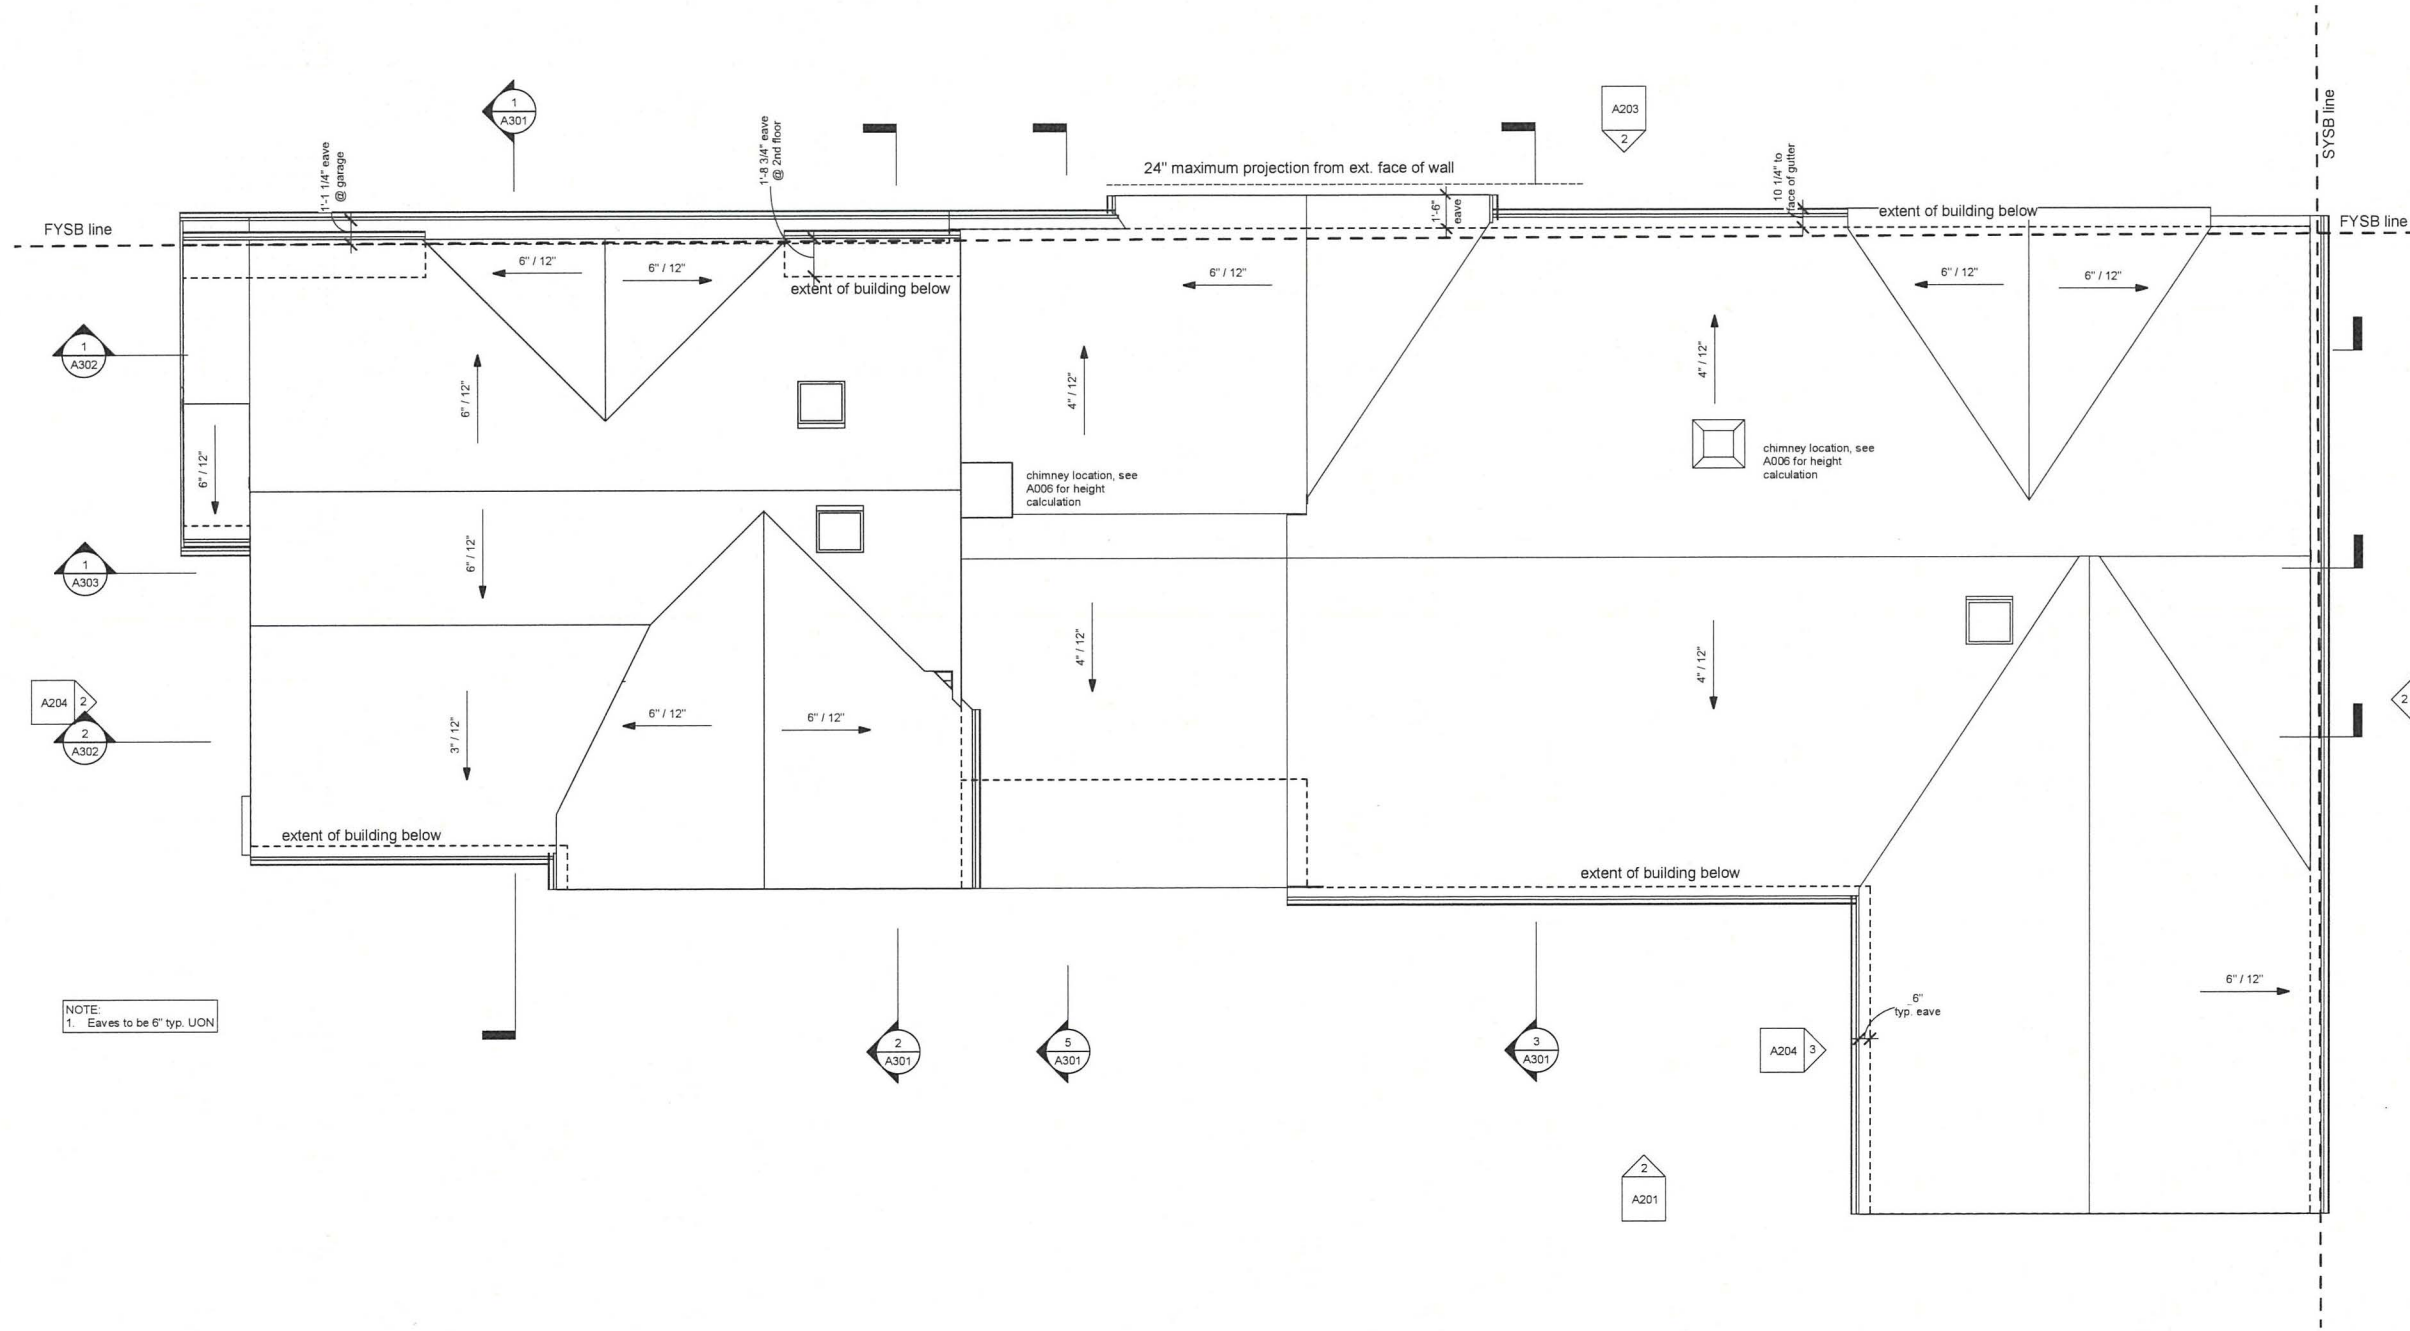 1
A301
A203
2
SYSB line
1'-1 1/4" eave
@ garage
1'-8 3/4" eave
@ 2nd floor
24" maximum projection from ext. face of wall
10 1/4" to
face of gutter
1'-6"
eave
extent of building below
FYSB line
FYSB line
6" / 12"
6" / 12"
extent of building below
6" / 12"
6" / 12"
6" / 12"
1
A302
6" / 12"
4" / 12"
4" / 12"
6" / 12"
chimney location, see
A006 for height
calculation
chimney location, see
A006 for height
calculation
1
A303
6" / 12"
4" / 12"
4" / 12"
A204
2
2
2
A302
3" / 12"
6" / 12"
6" / 12"
extent of building below
extent of building below
6" / 12"
6"
typ. eave
NOTE:
1. Eaves to be 6" typ. UON
2
A301
5
A301
3
A301
A204
3
2
A201